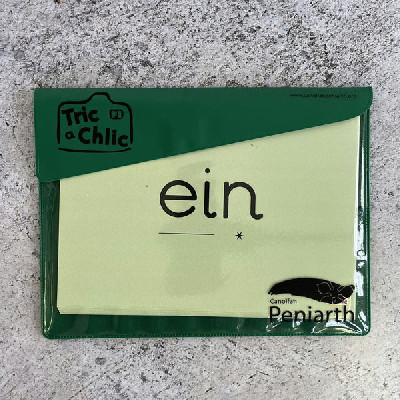 Tric
a Chlic
ein
*
Canolfan
Peniarth